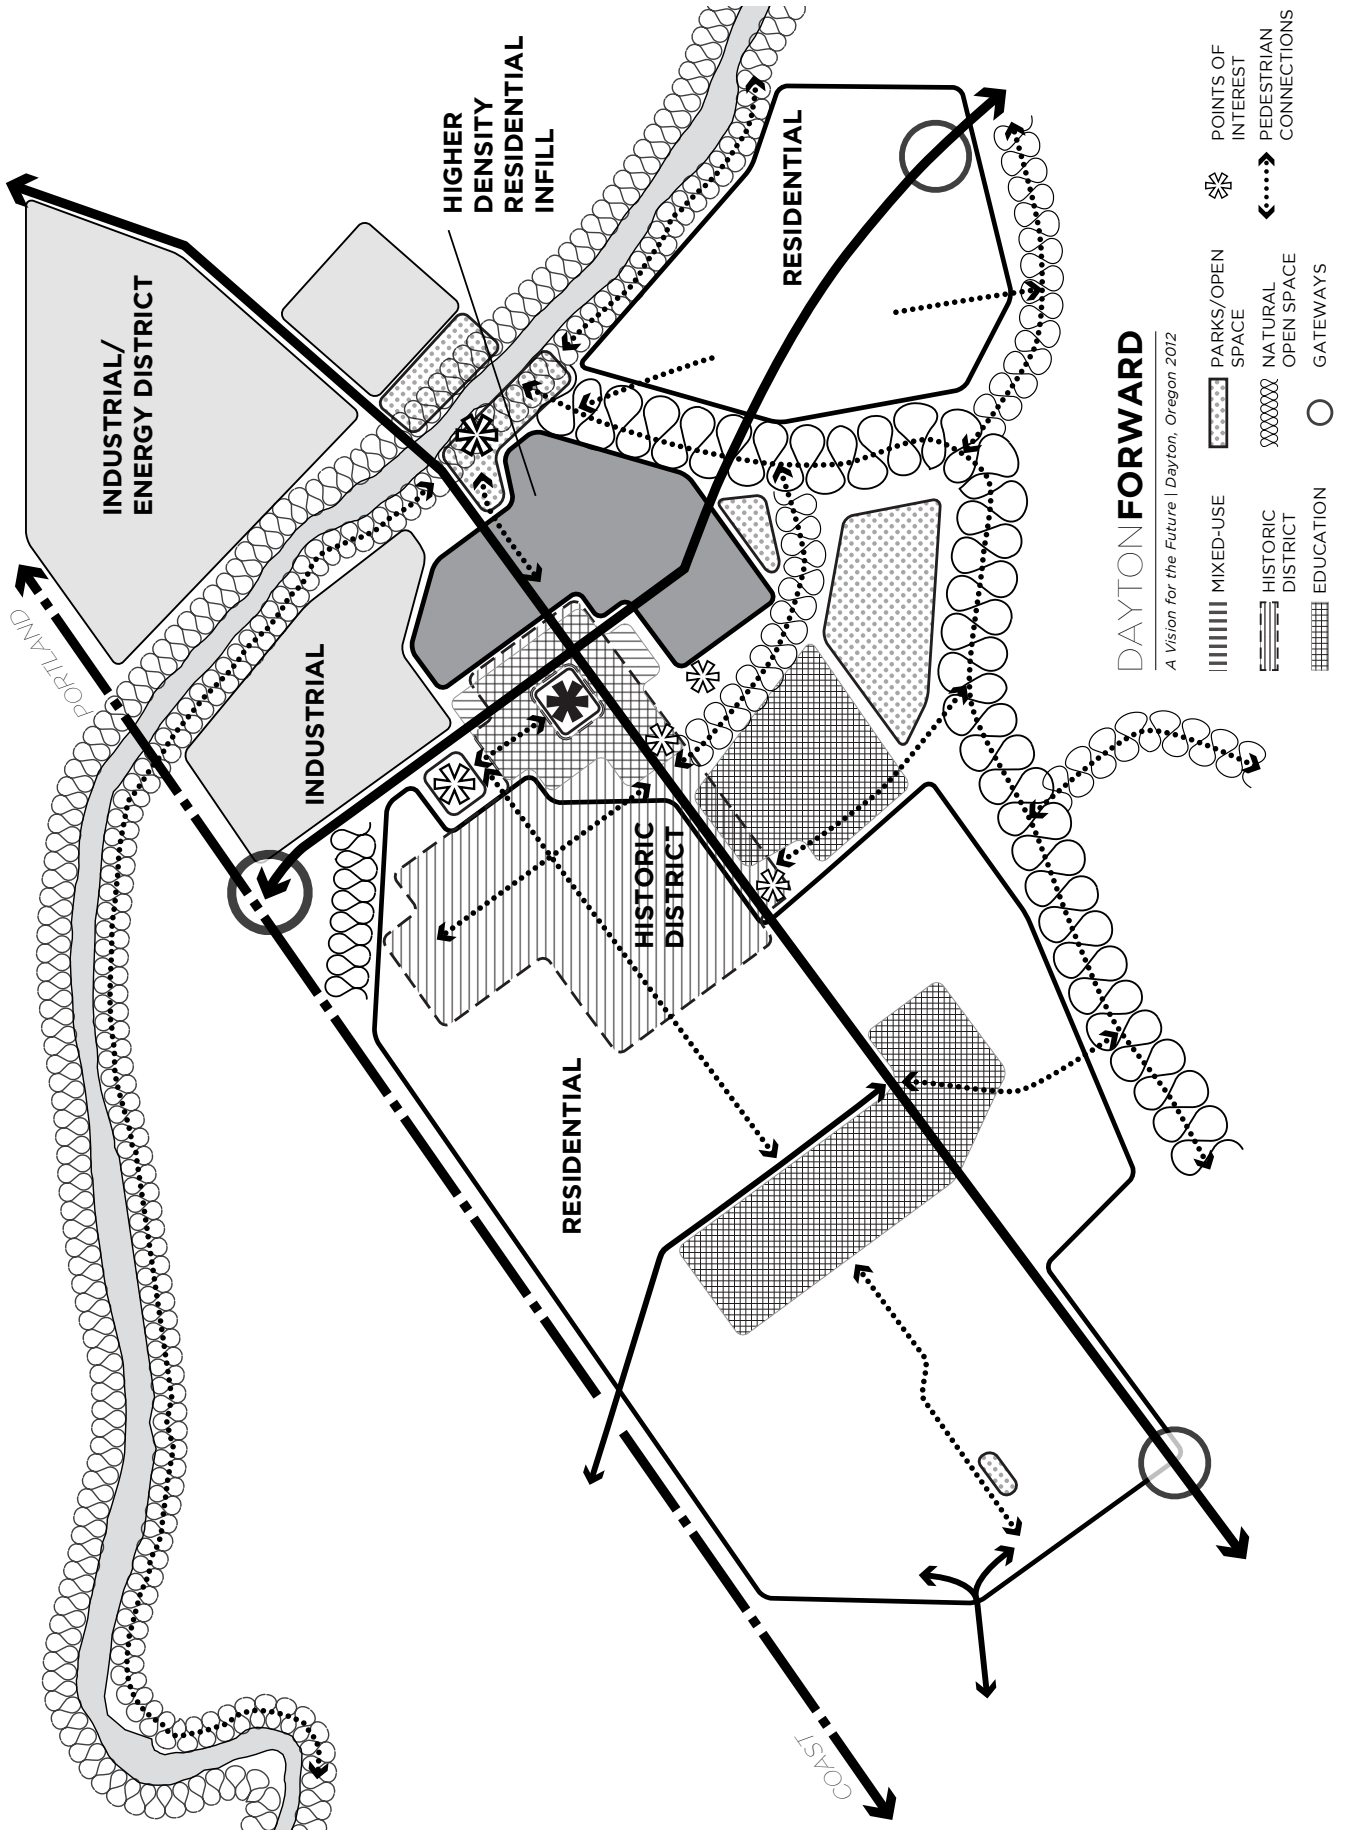 INDUSTRIAL/
ENERGY DISTRICT
HIGHER
DENSITY
RESIDENTIAL
INFILL
RESIDENTIAL
PORTLAND
INDUSTRIAL
HISTORIC
DISTRICT
RESIDENTIAL
COAST
DAYTONFORWARD
A Vision for the Future | Dayton, Oregon 2012
MIXED-USE
HISTORIC
DISTRICT
EDUCATION
PARKS/OPEN
SPACE
NATURAL
OPEN SPACE
GATEWAYS
POINTS OF
INTEREST
PEDESTRIAN
CONNECTIONS